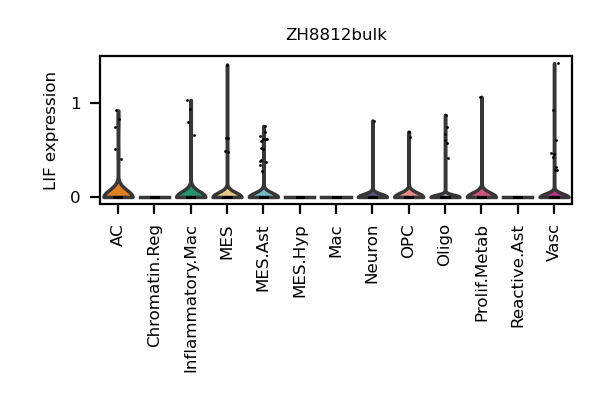 ZH8812bulk
LIF expression
1
0
AC
Chromatin.Reg
Inflammatory.Mac
MES
MES.Ast
MES.Hyp
Mac
Neuron
OPC
Oligo
Prolif.Metab
Reactive.Ast
Vasc